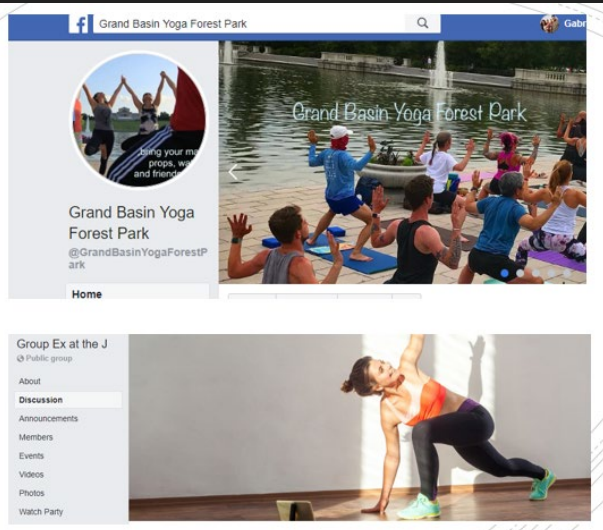 f Grand Basin Yoga Forest Park Gabr
Grand Basin Yoga Forest Park
bring your ma
props, wa
and friend
Grand Basin Yoga
Forest Park
@GrandBasinYogaForestP
ark
Home
Group Ex at the J
Public group
About
Discussion
Announcements
Members
Events
Videos
Photos
Watch Party